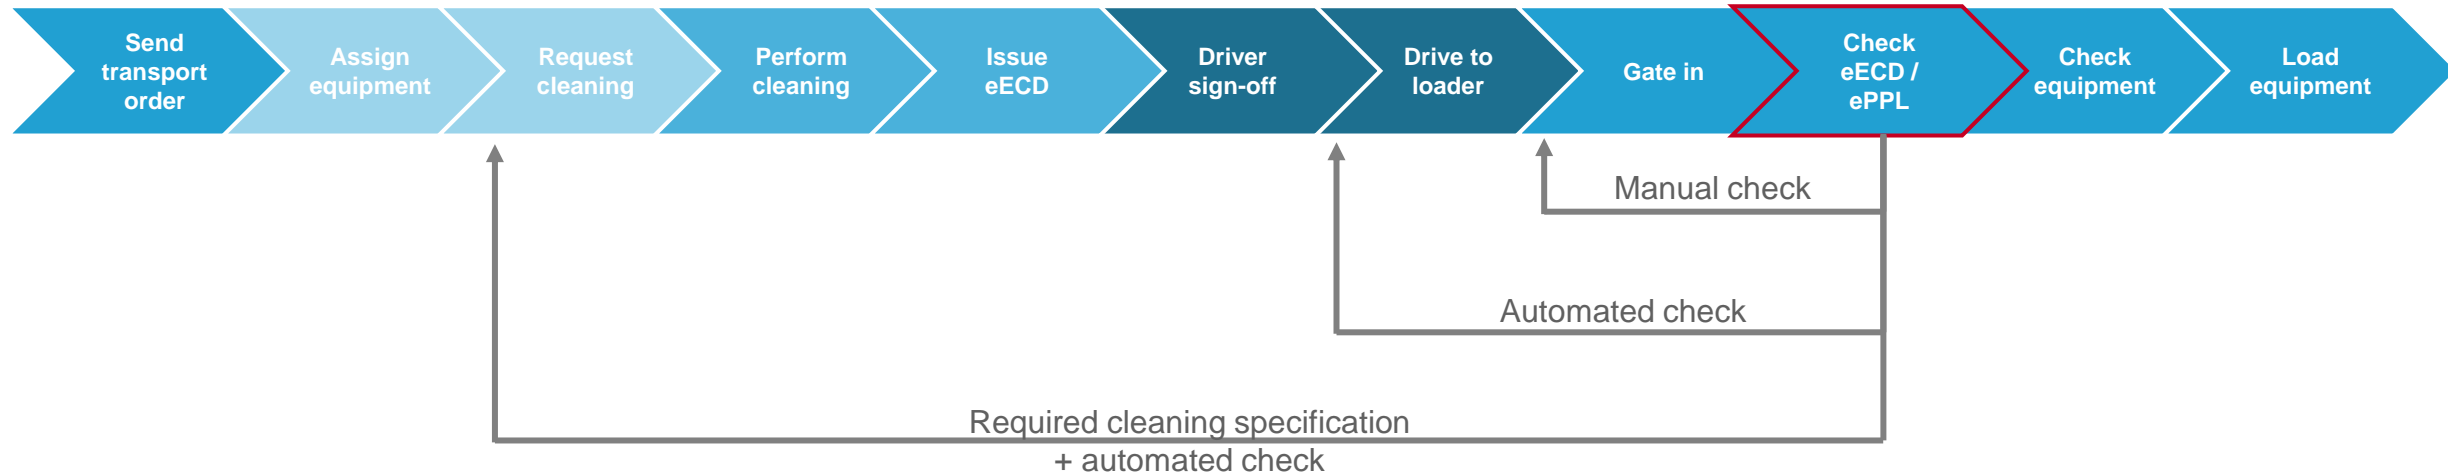 Send
transport
order
Assign
equipment
Request
cleaning
Perform
cleaning
Issue
eECD
Driver
sign-off
Drive to
loader
Gate in
Check
eECD /
ePPL
Check
equipment
Load
equipment
Manual check
Automated check
Required cleaning specification
+ automated check